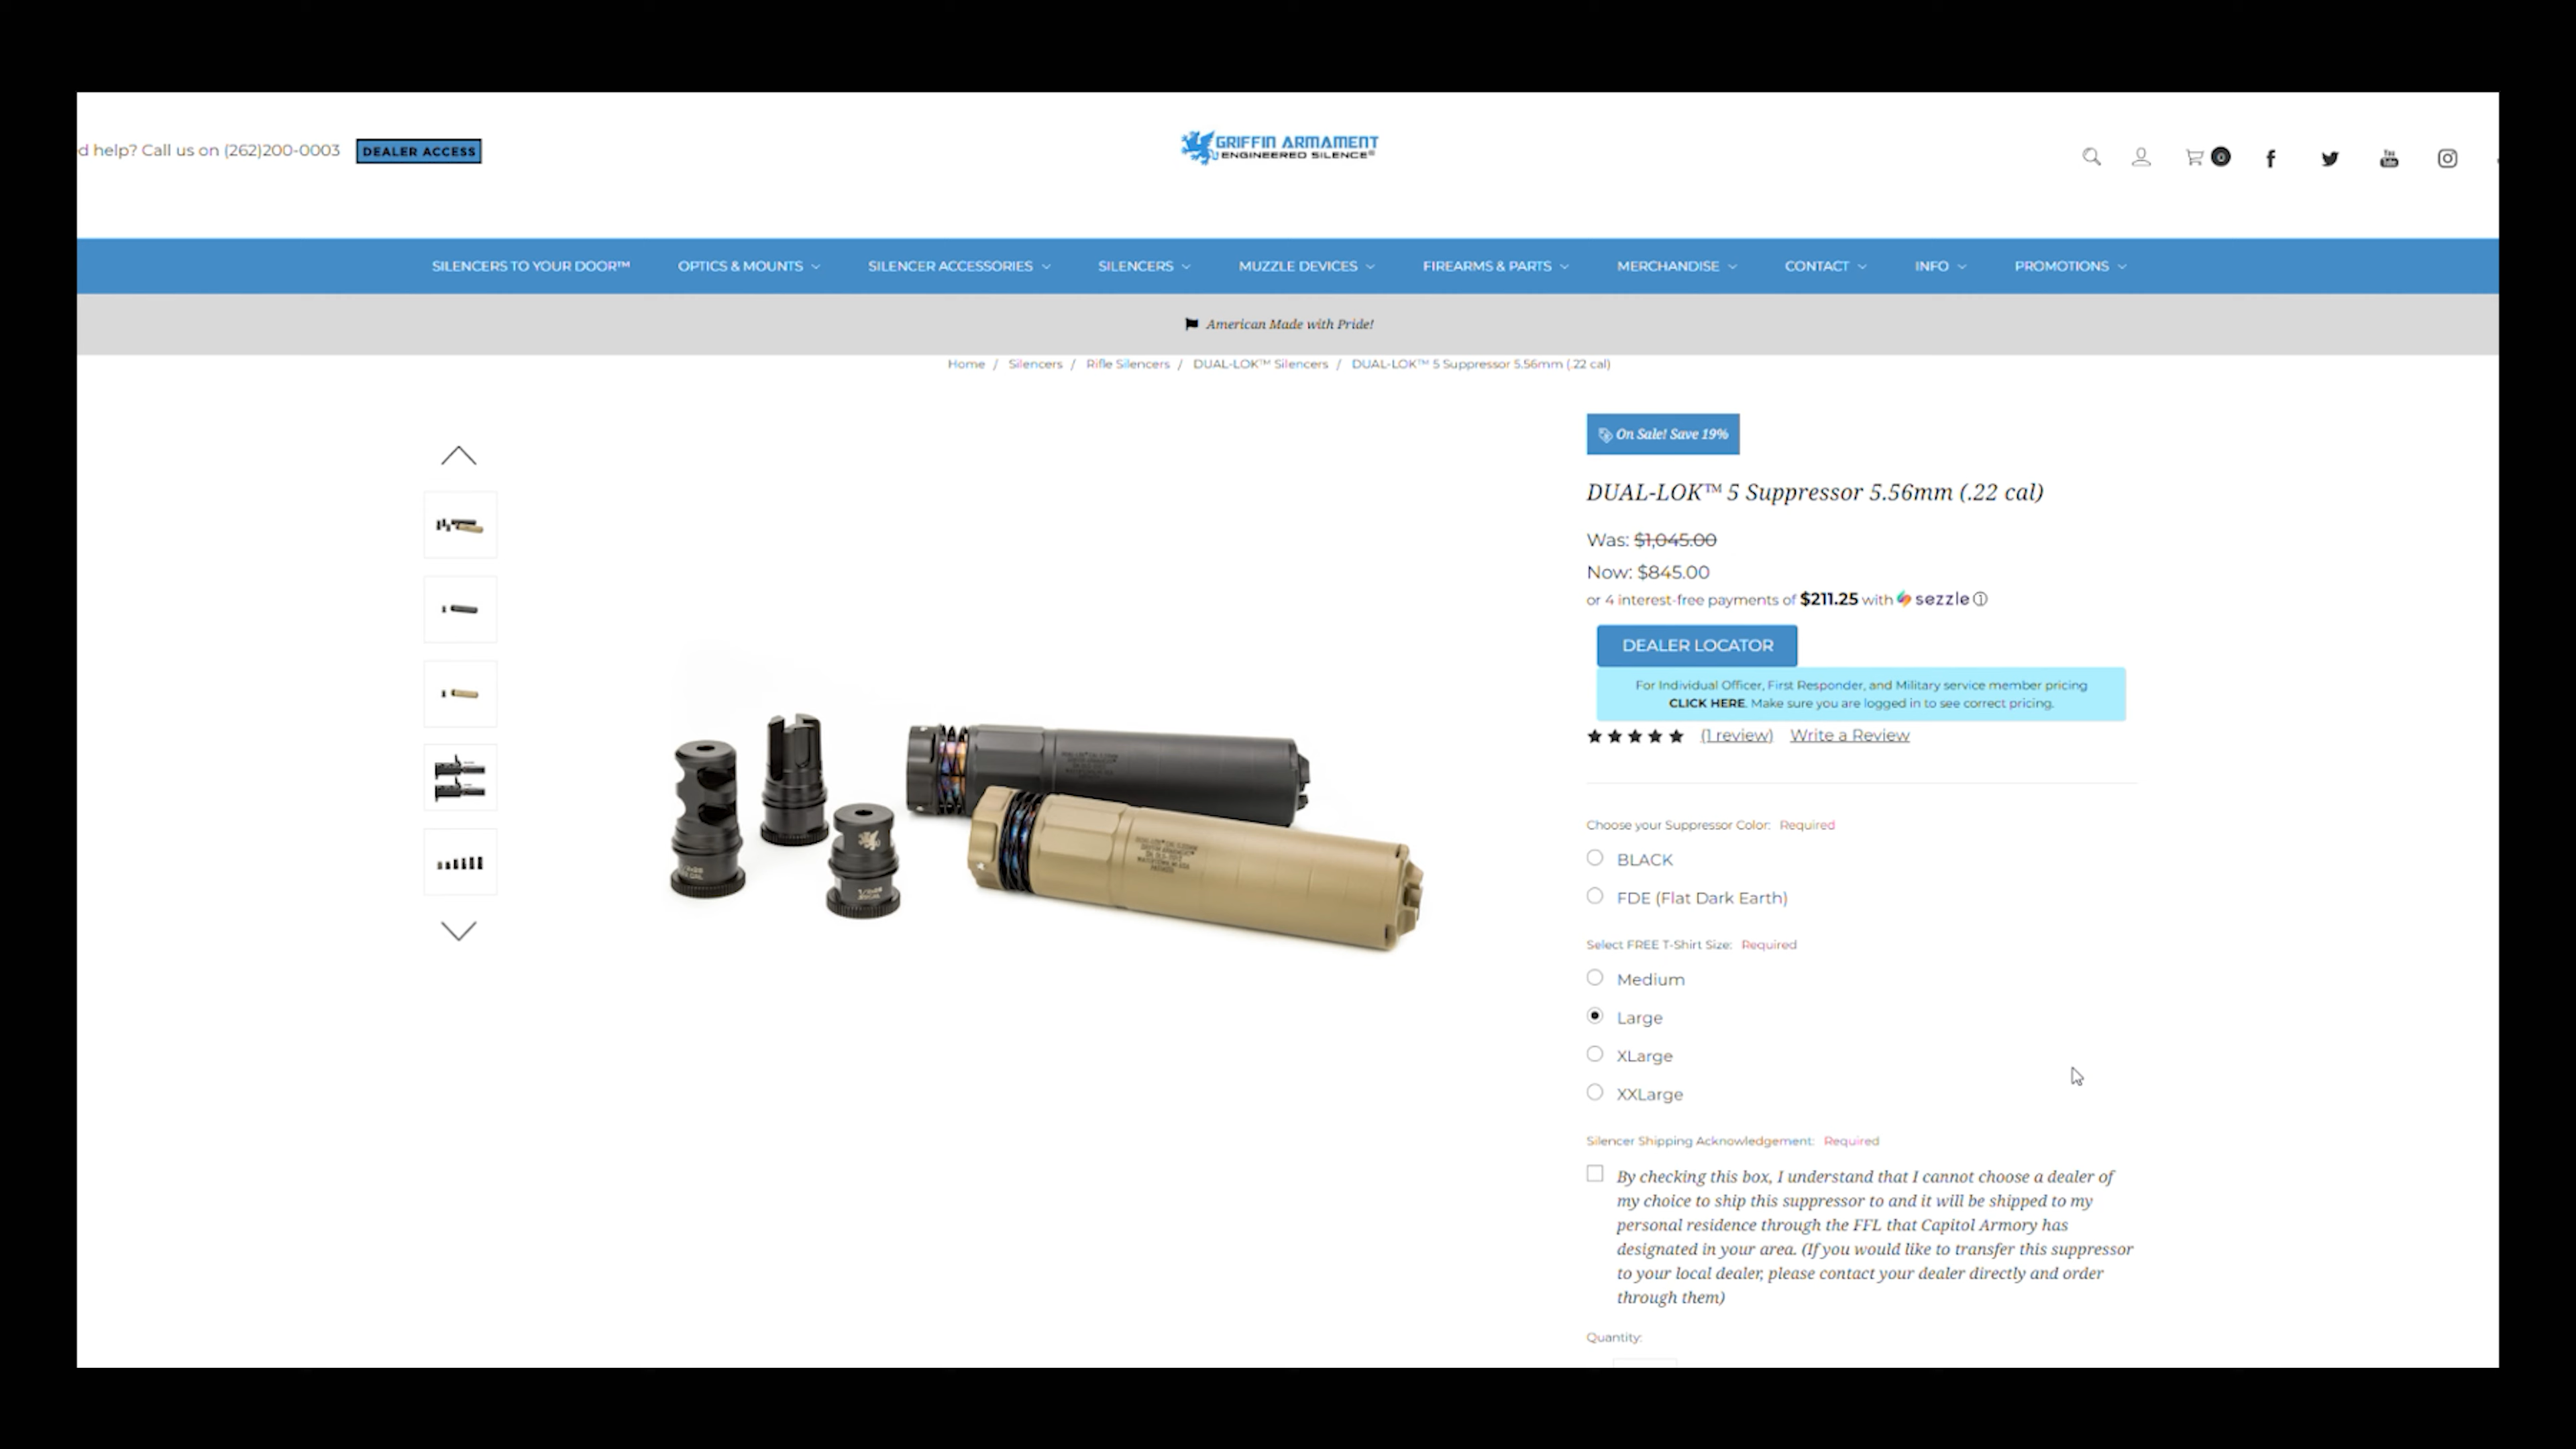 d help? Call us on (262)200-0003
DEALER ACCESS
GRIFFIN ARMAMENT
ENGINEERED SILENCE®
0
You
Tube
SILENCERS TO YOUR DOOR™ OPTICS & MOUNTS SILENCER ACCESSORIES SILENCERS MUZZLE DEVICES FIREARMS & PARTS MERCHANDISE CONTACT INFO PROMOTIONS
American Made with Pride!
Home / Silencers / Rifle Silencers / DUAL-LOK™ Silencers / DUAL-LOK™ 5 Suppressor 5.56mm (.22 cal)
On Sale! Save 19%
DUAL-LOK™ 5 Suppressor 5.56mm (.22 cal)
Was: $1,045.00
Now: $845.00
or 4 interest-free payments of $211.25 with sezzle
DEALER LOCATOR
For Individual Officer, First Responder, and Military service member pricing
CLICK HERE. Make sure you are logged in to see correct pricing.
(1 review) Write a Review
Choose your Suppressor Color: Required
BLACK
FDE (Flat Dark Earth)
Select FREE T-Shirt Size: Required
Medium
Large
XLarge
XXLarge
Silencer Shipping Acknowledgement: Required
By checking this box, I understand that I cannot choose a dealer of
my choice to ship this suppressor to and it will be shipped to my
personal residence through the FFL that Capitol Armory has
designated in your area. (If you would like to transfer this suppressor
to your local dealer, please contact your dealer directly and order
through them)
Quantity: